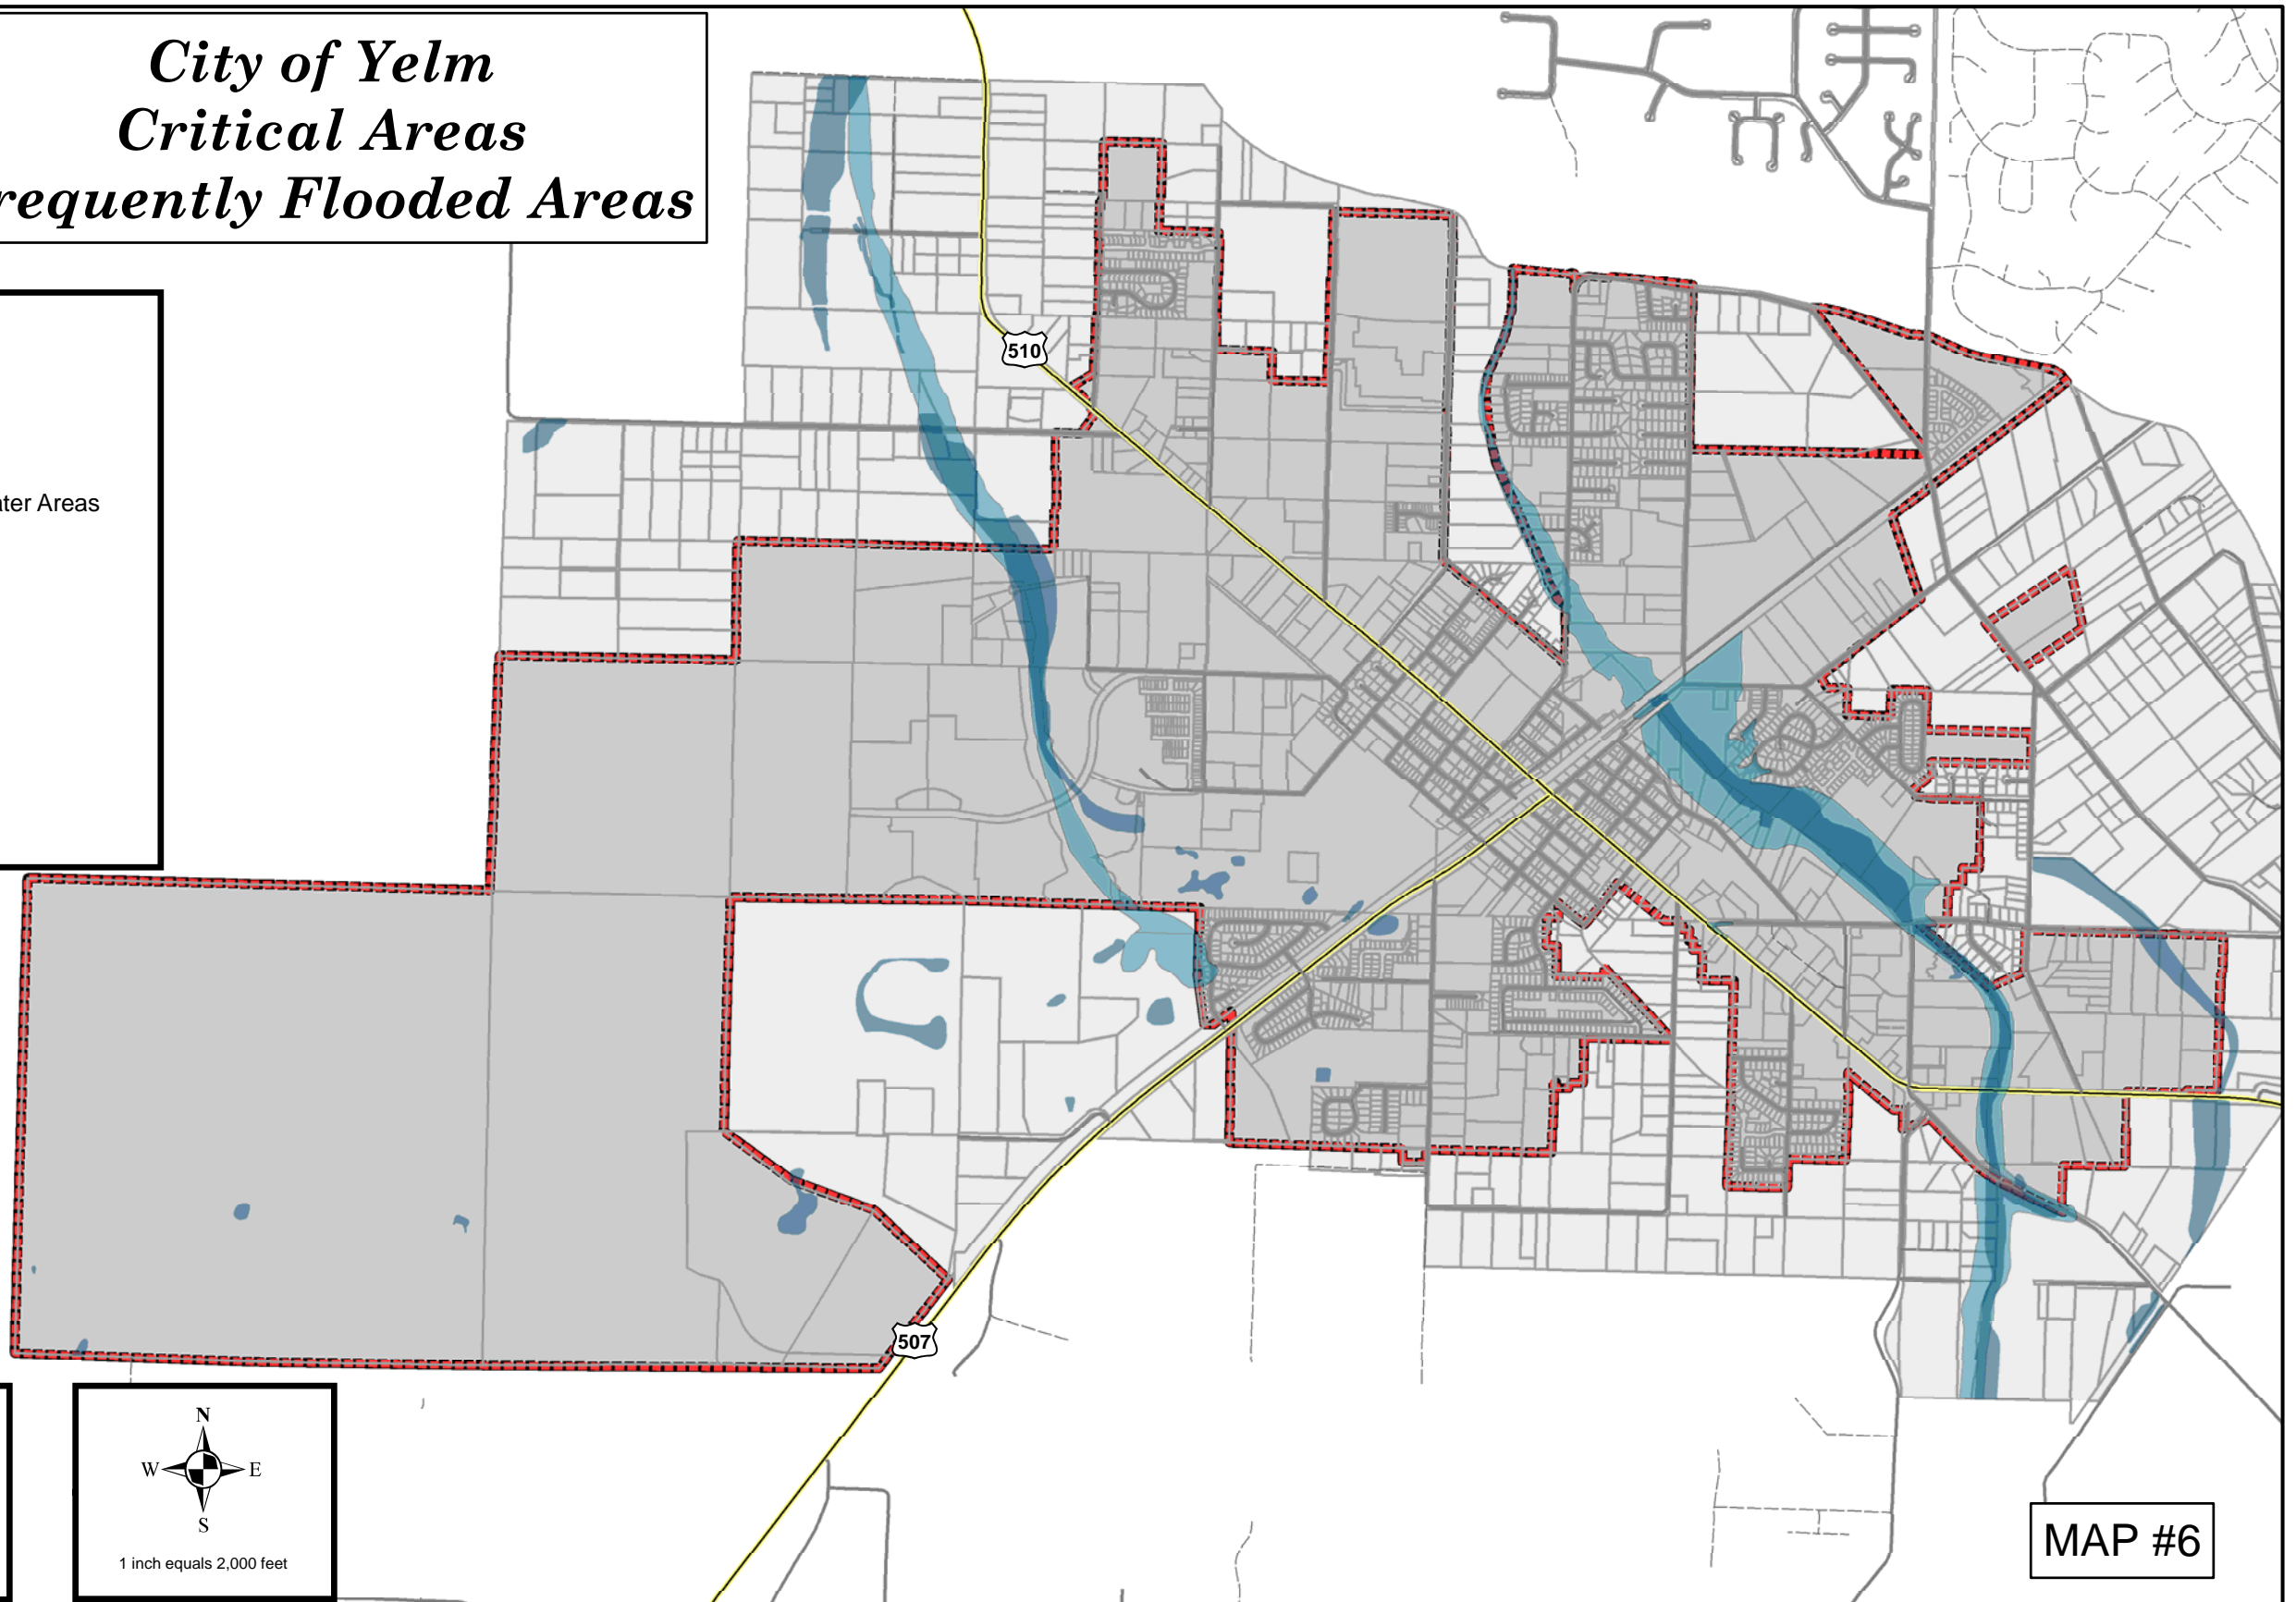 City of Yelm
Critical Areas
requently Flooded Areas
510
ater Areas
507
N
W E
S
1 inch equals 2,000 feet
MAP #6